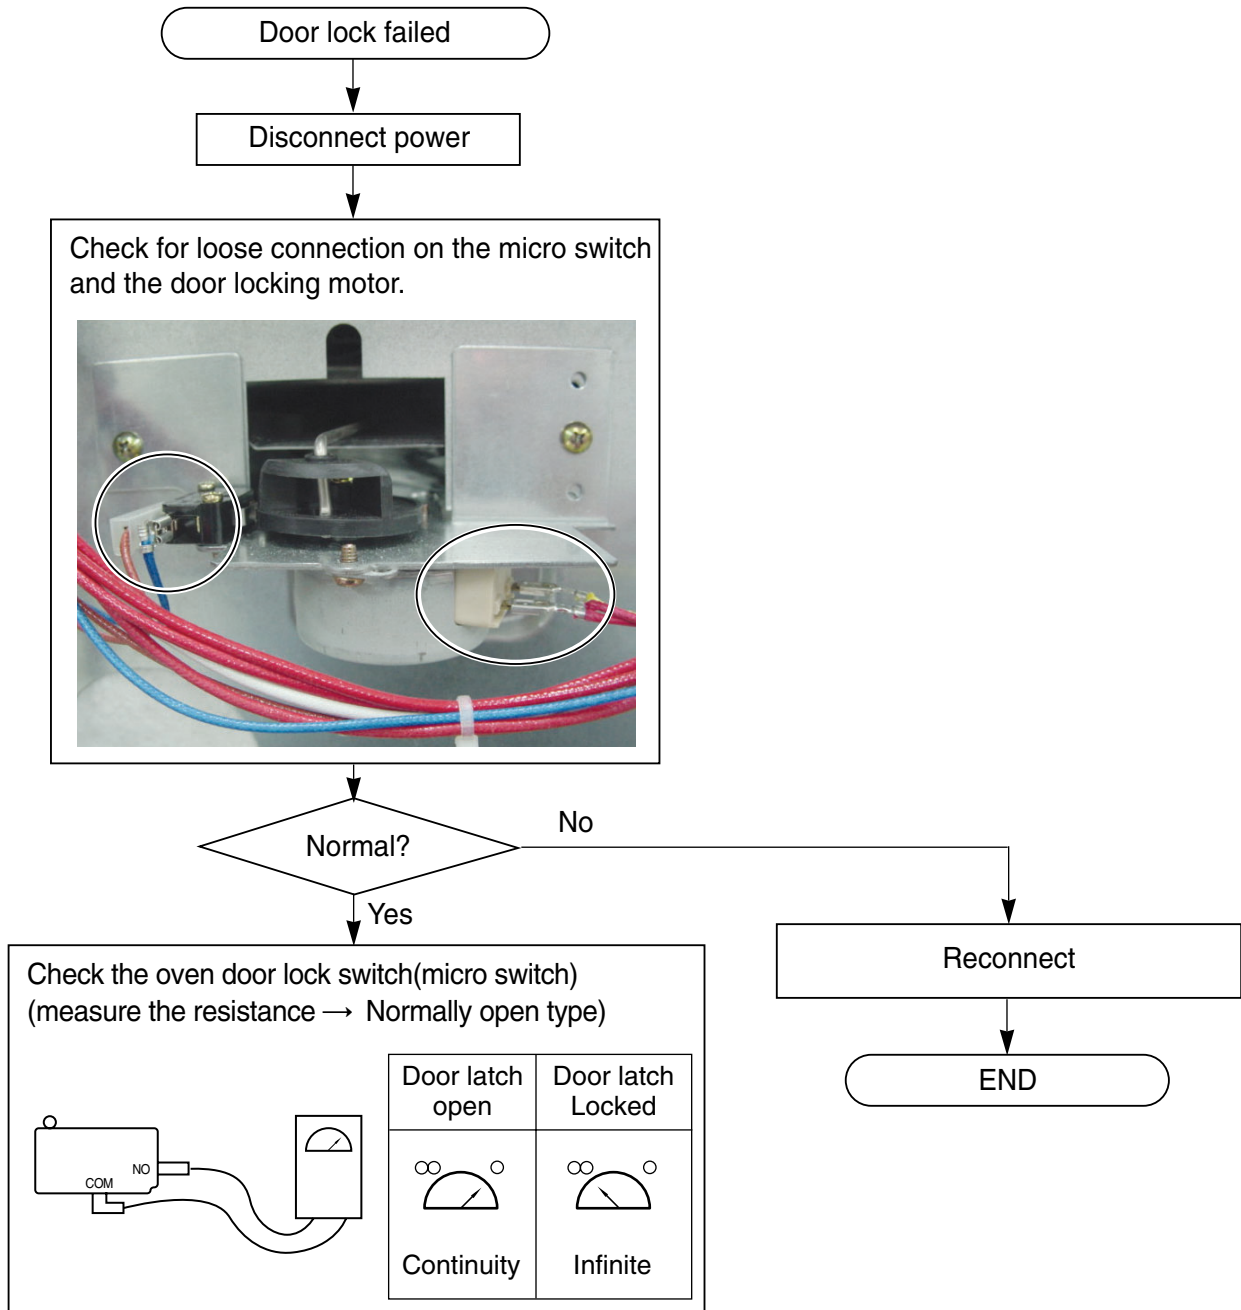 Door lock failed
Disconnect power
Check for loose connection on the micro switch
and the door locking motor.
Normal?
No
Yes
Reconnect
END
Check the oven door lock switch(micro switch)
(measure the resistance → Normally open type)
NO
COM
Door latch
open
Door latch
Locked
Continuity
Infinite